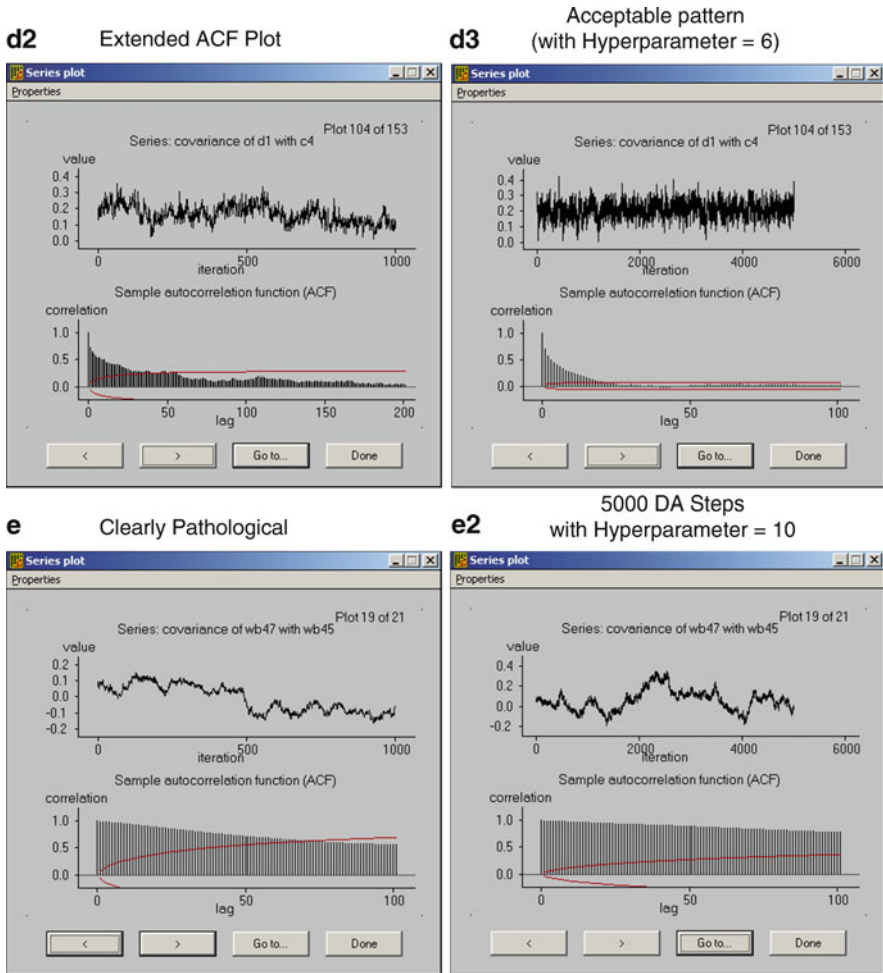 d2 Extended ACF Plot
Series plot
Properties
Plot 104 of 153
Series: covariance of d1 with c4
value
0.4
0.3
0.2
0.1
0.0
0 500 1000
iteration
Sample autocorrelation function (ACF)
correlation
1.0
0.5
0.0
0 50 100 150 200
lag
< > Go to... Done
d3 Acceptable pattern
(with Hyperparameter = 6)
Series plot
Properties
Plot 104 of 153
Series: covariance of d1 with c4
value
0.4
0.3
0.2
0.1
0.0
0 2000 4000 6000
iteration
Sample autocorrelation function (ACF)
correlation
1.0
0.5
0.0
0 50 100
lag
< > Go to... Done
e Clearly Pathological
Series plot
Properties
Plot 19 of 21
Series: covariance of wb47 with wb45
value
0.2
0.1
0.0
-0.1
-0.2
0 500 1000
iteration
Sample autocorrelation function (ACF)
correlation
1.0
0.5
0.0
0 50 100
lag
< > Go to... Done
e2 5000 DA Steps
with Hyperparameter = 10
Series plot
Properties
Plot 19 of 21
Series: covariance of wb47 with wb45
value
0.4
0.2
0.0
-0.2
0 2000 4000 6000
iteration
Sample autocorrelation function (ACF)
correlation
1.0
0.5
0.0
0 50 100
lag
< > Go to... Done